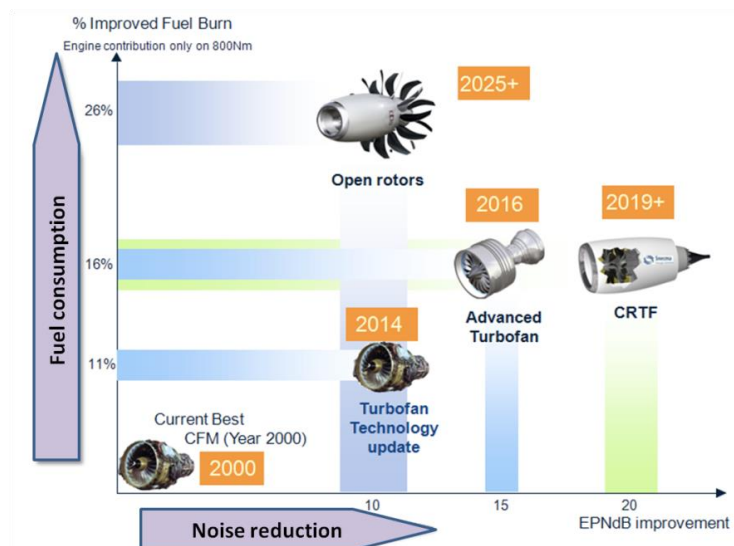 % Improved Fuel Burn
Engine contribution only on 800Nm
2025+
26%
Open rotors
2016
2019+
Fuel consumption
16%
Advanced
Turbofan
CRTF
2014
11%
Turbofan
Technology
update
Current Best
CFM (Year 2000)
2000
10
15
20
EPNdB improvement
Noise reduction